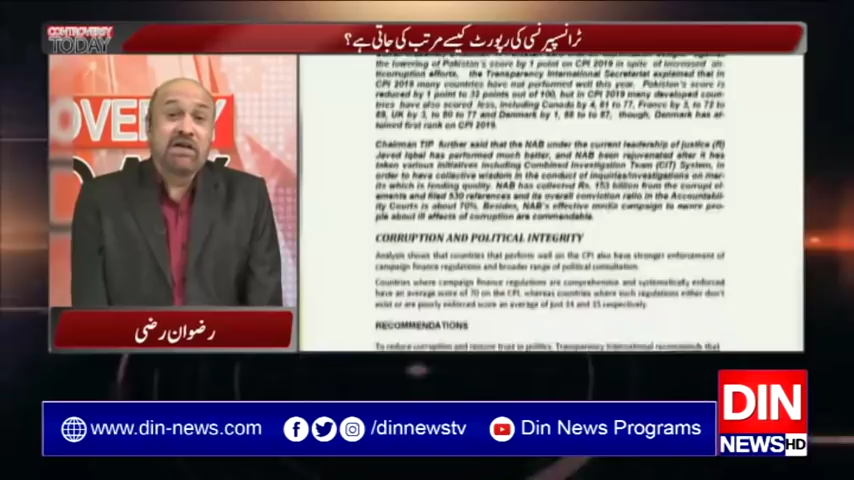 CONTROVERSY
TODAY
ٹرانسپیرنسی کی رپورٹ کیسے مرتب کی جاتی ہے؟
OVERSY
the lowering of Pakistan's score by 1 point on CPI 2019 in spite of increased an-
ticorruption efforts, the Transparency International Secretariat explained that in
CPI 2019 many countries have not performed well this year. Pakistan's score is
reduced by 1 point to 32 points out of 100, but in CPI 2019 many developed coun-
tries have also scored less, including Canada by 4, 81 to 77, France by 3, to 72 to
69, UK by 3, to 80 to 77 and Denmark by 1, 88 to to 87, though, Denmark has at-
tained first rank on CPI 2019.
Chairman TIP further said that the NAB under the current leadership of justice (R)
Javed Iqbal has performed much better, and NAB been rejuvenated after it has
taken various initiatives including Combined Investigation Team (CIT) System, in
order to have collective wisdom in the conduct of inquiries/investigations on mer-
its which is lending quality. NAB has collected Rs. 153 billion from the corrupt el-
ements and filed 530 references and its overall conviction ratio in the Accountabil-
ity Courts is about 70%. Besides, NAB's effective media campaign to aware peo-
ple about ill effects of corruption are commendable.
CORRUPTION AND POLITICAL INTEGRITY
Analysis shows that countries that perform well on the CPI also have stronger enforcement of
campaign finance regulations and broader range of political consultation.
Countries where campaign finance regulations are comprehensive and systematically enforced
have an average score of 70 on the CPI, whereas countries where such regulations either don't
exist or are poorly enforced score an average of just 34 and 35 respectively.
RECOMMENDATIONS
To reduce corruption and restore trust in politics, Transparency International recommends that
رضوان رضی
www.din-news.com
/dinnewstv
Din News Programs
DIN
NEWS HD